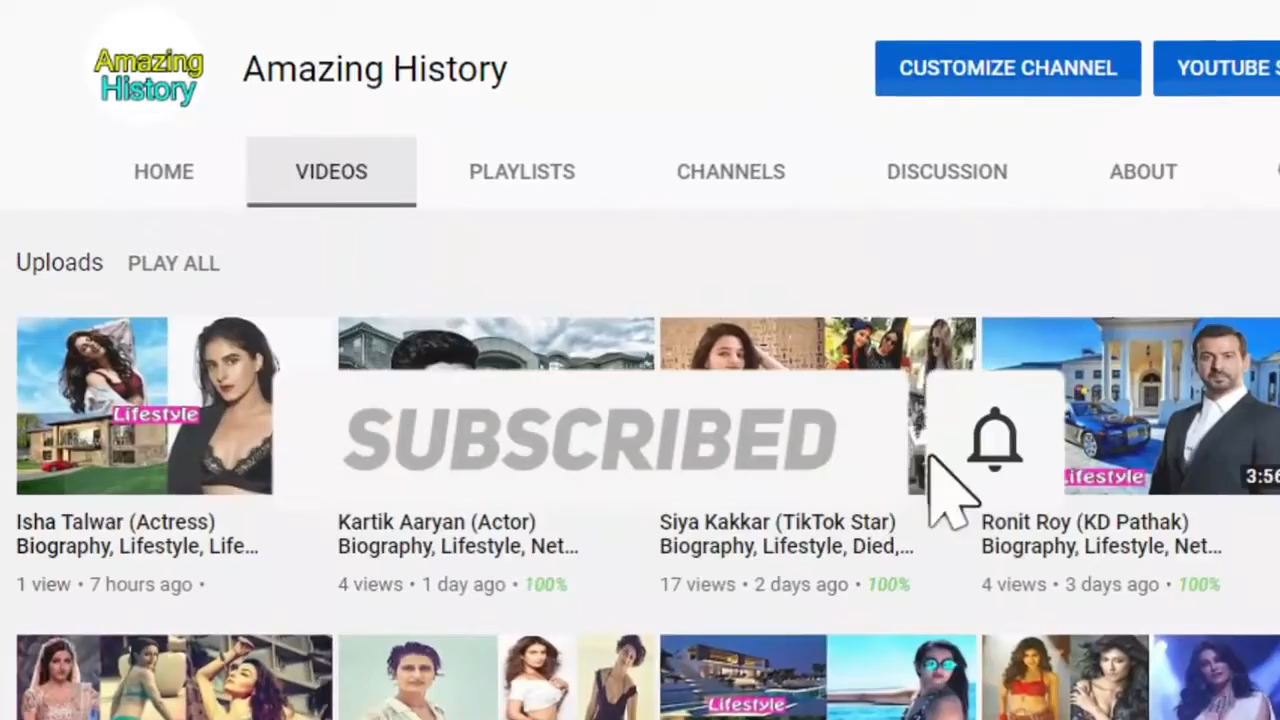 Amazing
History
Amazing History
CUSTOMIZE CHANNEL
YOUTUBE S
HOME
VIDEOS
PLAYLISTS
CHANNELS
DISCUSSION
ABOUT
Uploads
PLAY ALL
Lifestyle
SUBSCRIBED
Lifestyle
3:56
Isha Talwar (Actress)
Biography, Lifestyle, Life...
1 view • 7 hours ago •
Kartik Aaryan (Actor)
Biography, Lifestyle, Net...
4 views • 1 day ago • 100%
Siya Kakkar (TikTok Star)
Biography, Lifestyle, Died,...
17 views • 2 days ago • 100%
Ronit Roy (KD Pathak)
Biography, Lifestyle, Net...
4 views • 3 days ago • 100%
Lifestyle